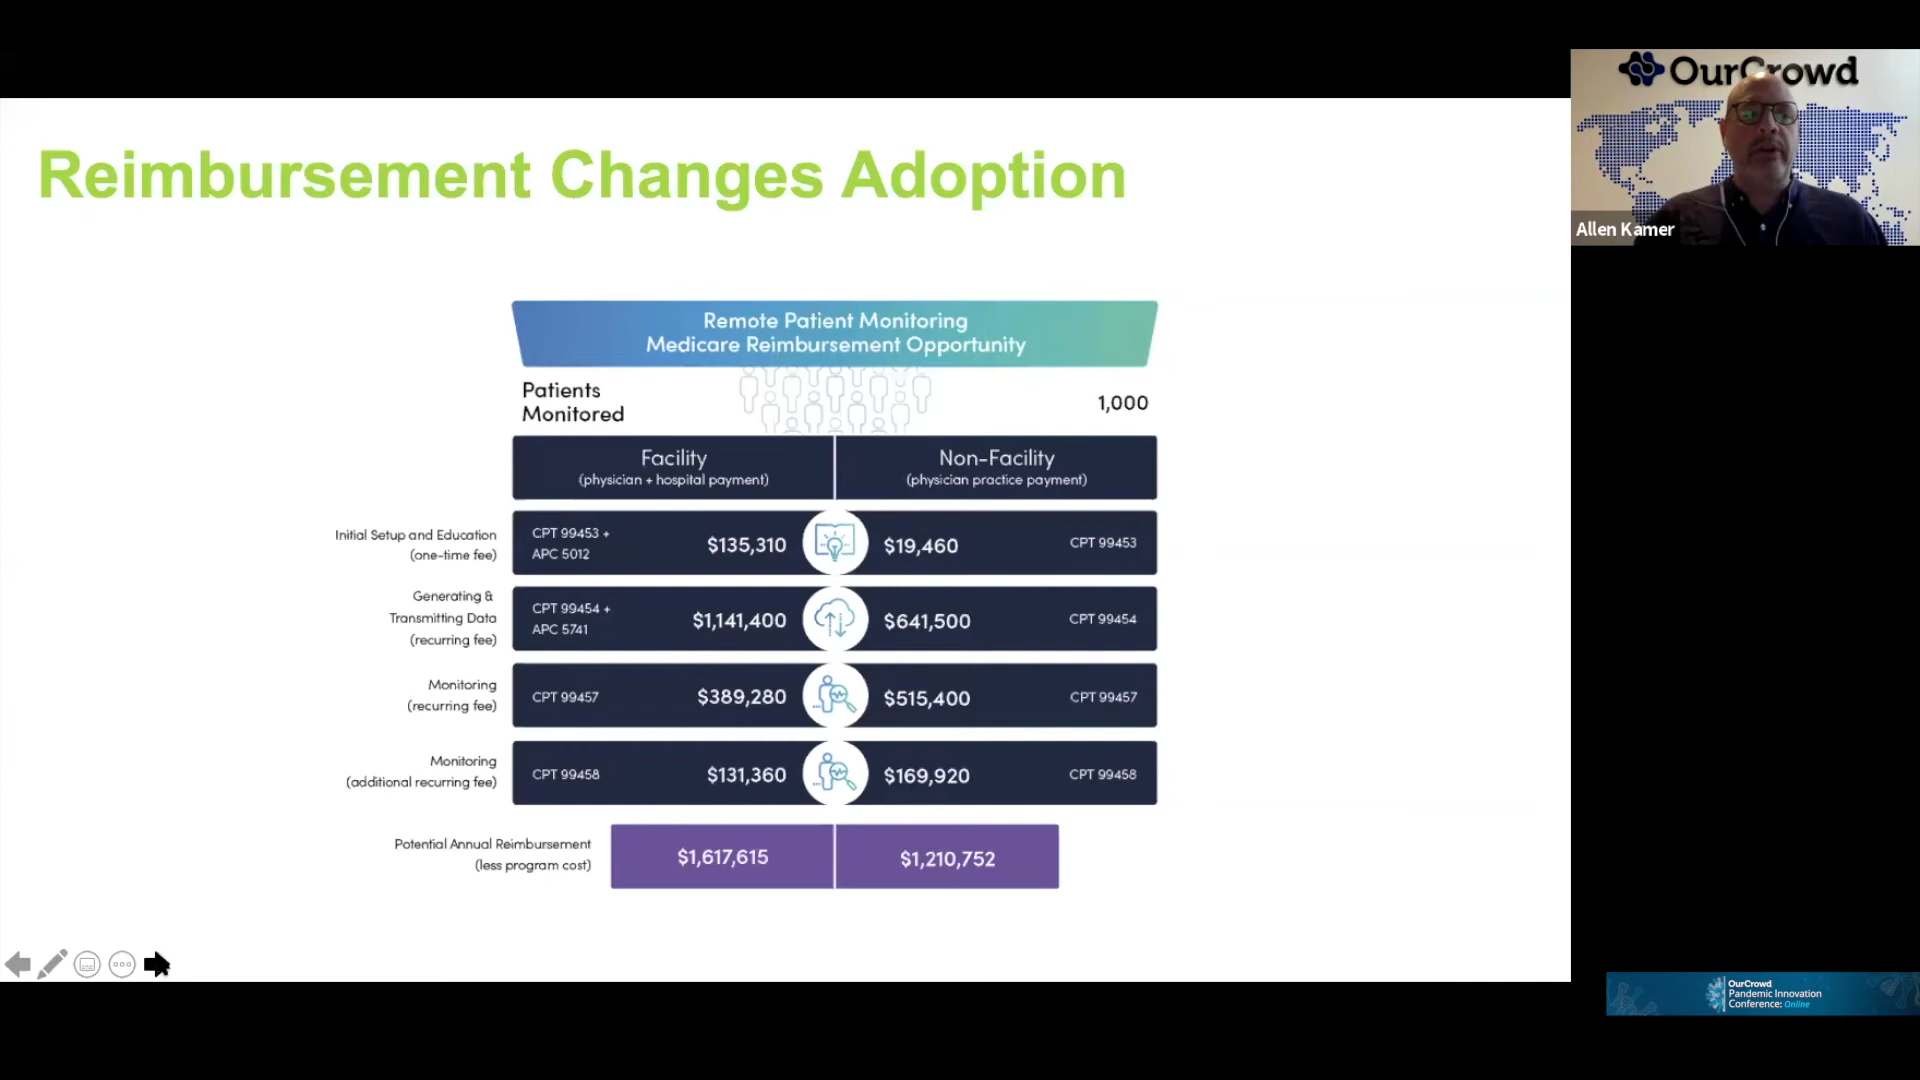 Reimbursement Changes Adoption
OurCrowd
Allen Kamer
Remote Patient Monitoring
Medicare Reimbursement Opportunity
Patients
Monitored
1,000
Facility
(physician + hospital payment)
Non-Facility
(physician practice payment)
Initial Setup and Education
(one-time fee)
CPT 99453 +
APC 5012
$135,310
$19,460
CPT 99453
Generating &
Transmitting Data
(recurring fee)
CPT 99454 +
APC 5741
$1,141,400
$641,500
CPT 99454
Monitoring
(recurring fee)
CPT 99457
$389,280
$515,400
CPT 99457
Monitoring
(additional recurring fee)
CPT 99458
$131,360
$169,920
CPT 99458
Potential Annual Reimbursement
(less program cost)
$1,617,615
$1,210,752
OurCrowd
Pandemic Innovation
Conference: Online